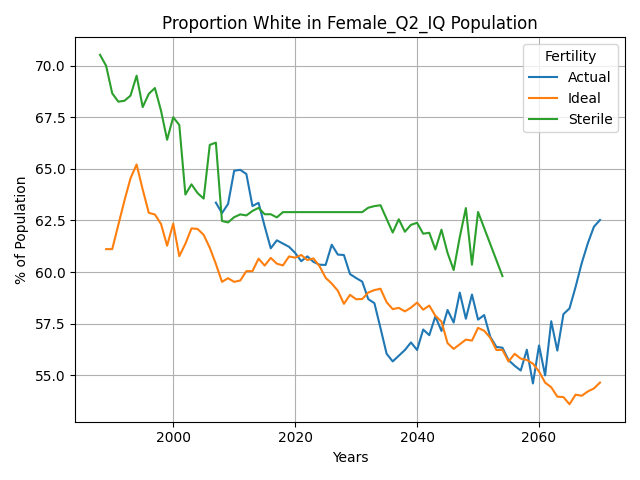 Proportion White in Female_Q2_IQ Population
Fertility
Actual
Ideal
Sterile
70.0
67.5
65.0
62.5
60.0
57.5
55.0
% of Population
2000
2020
2040
2060
Years